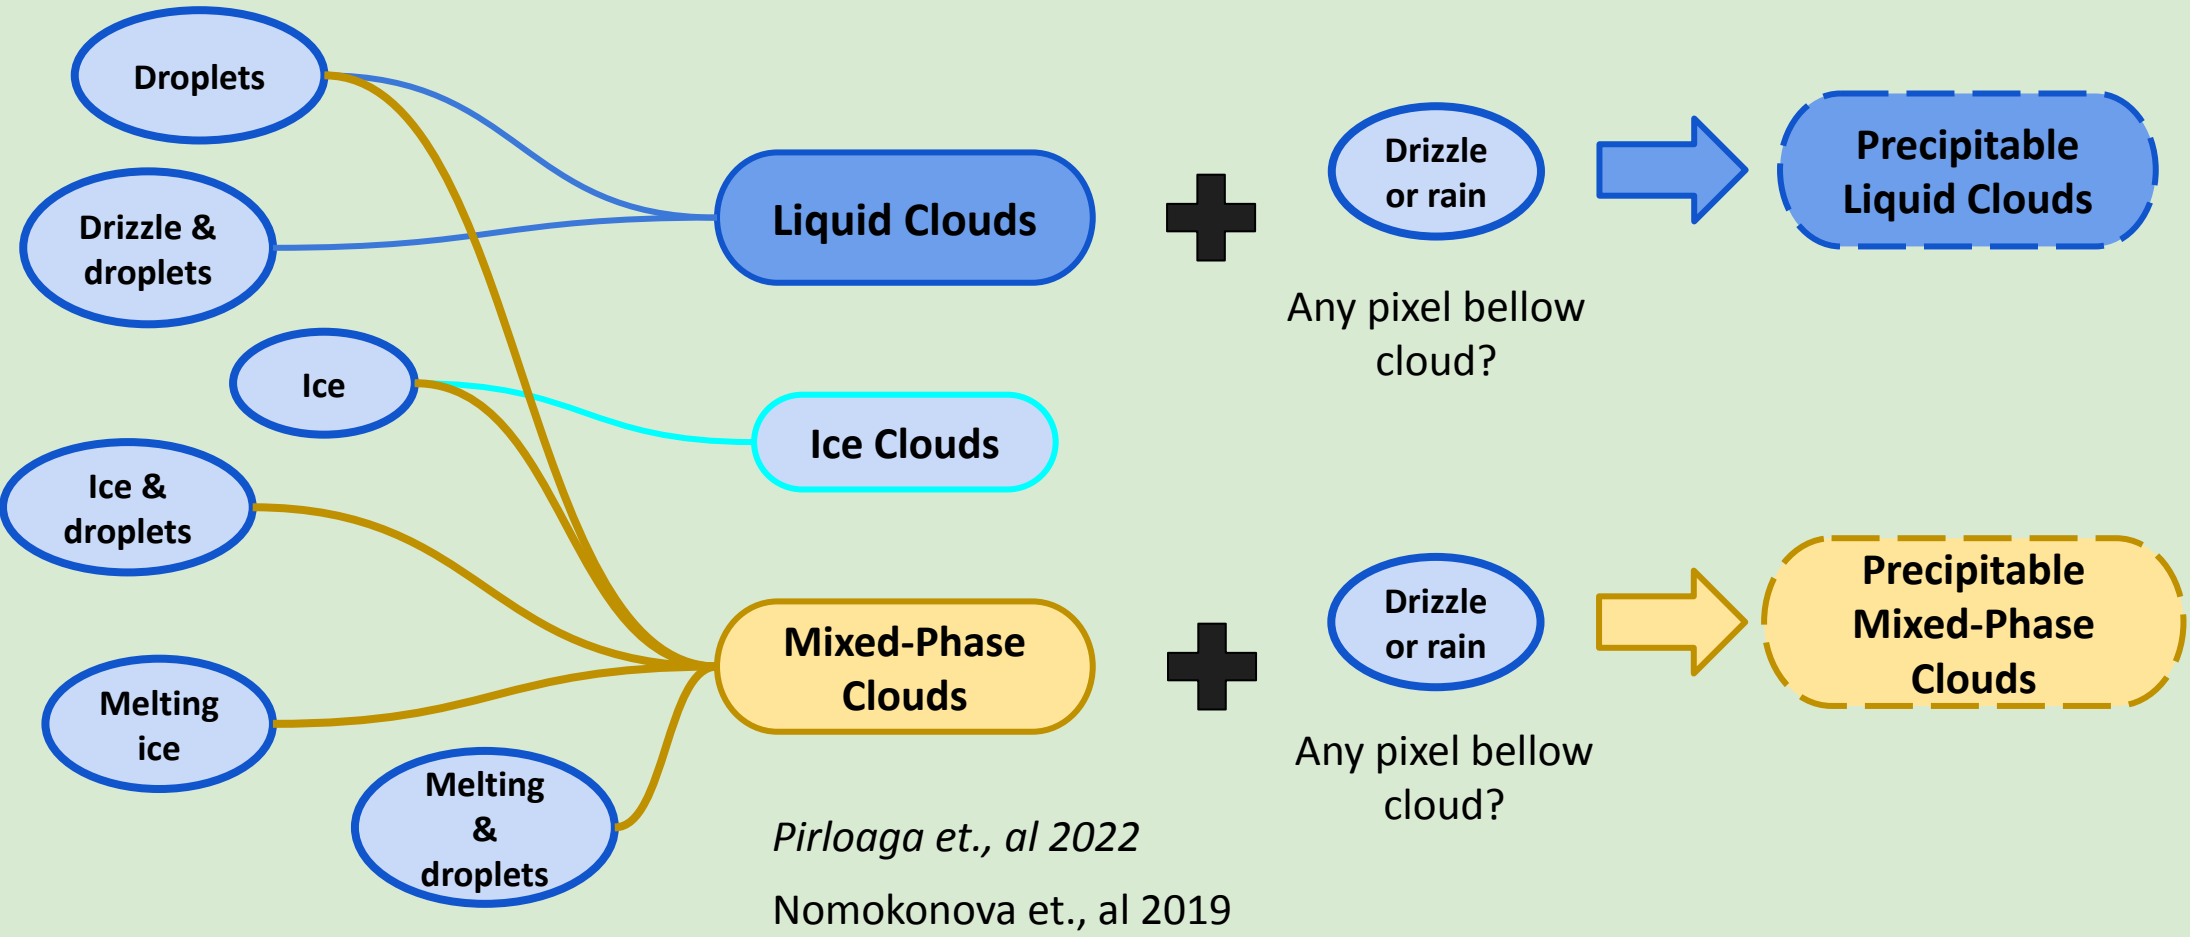 Droplets
Drizzle &
droplets
Ice
Ice &
droplets
Melting
ice
Melting
&
droplets
Liquid Clouds
Ice Clouds
Mixed-Phase
Clouds
Drizzle
or rain
Any pixel bellow
cloud?
Precipitable
Liquid Clouds
Drizzle
or rain
Any pixel bellow
cloud?
Precipitable
Mixed-Phase
Clouds
Pirloaga et., al 2022
Nomokonova et., al 2019